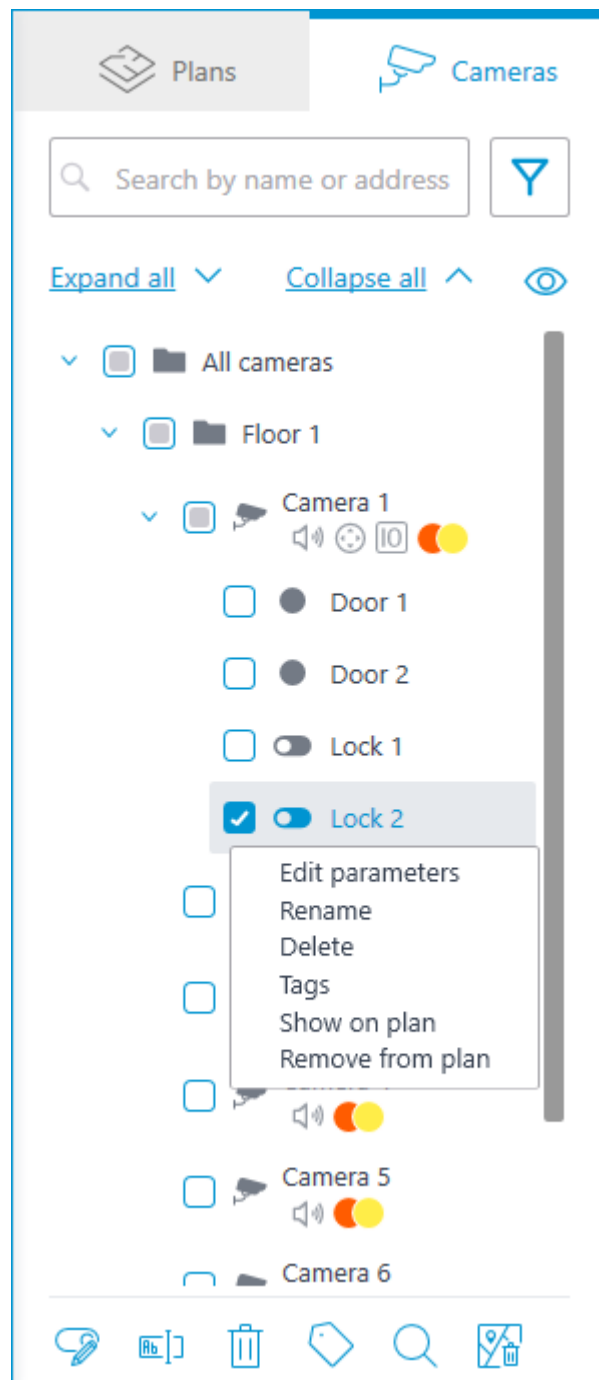 Plans
Cameras
Search by name or address
Expand all
Collapse all
All cameras
Floor 1
Camera 1
IO
Door 1
Door 2
Lock 1
Lock 2
Edit parameters
Rename
Delete
Tags
Show on plan
Remove from plan
Camera 5
Camera 6
Ab